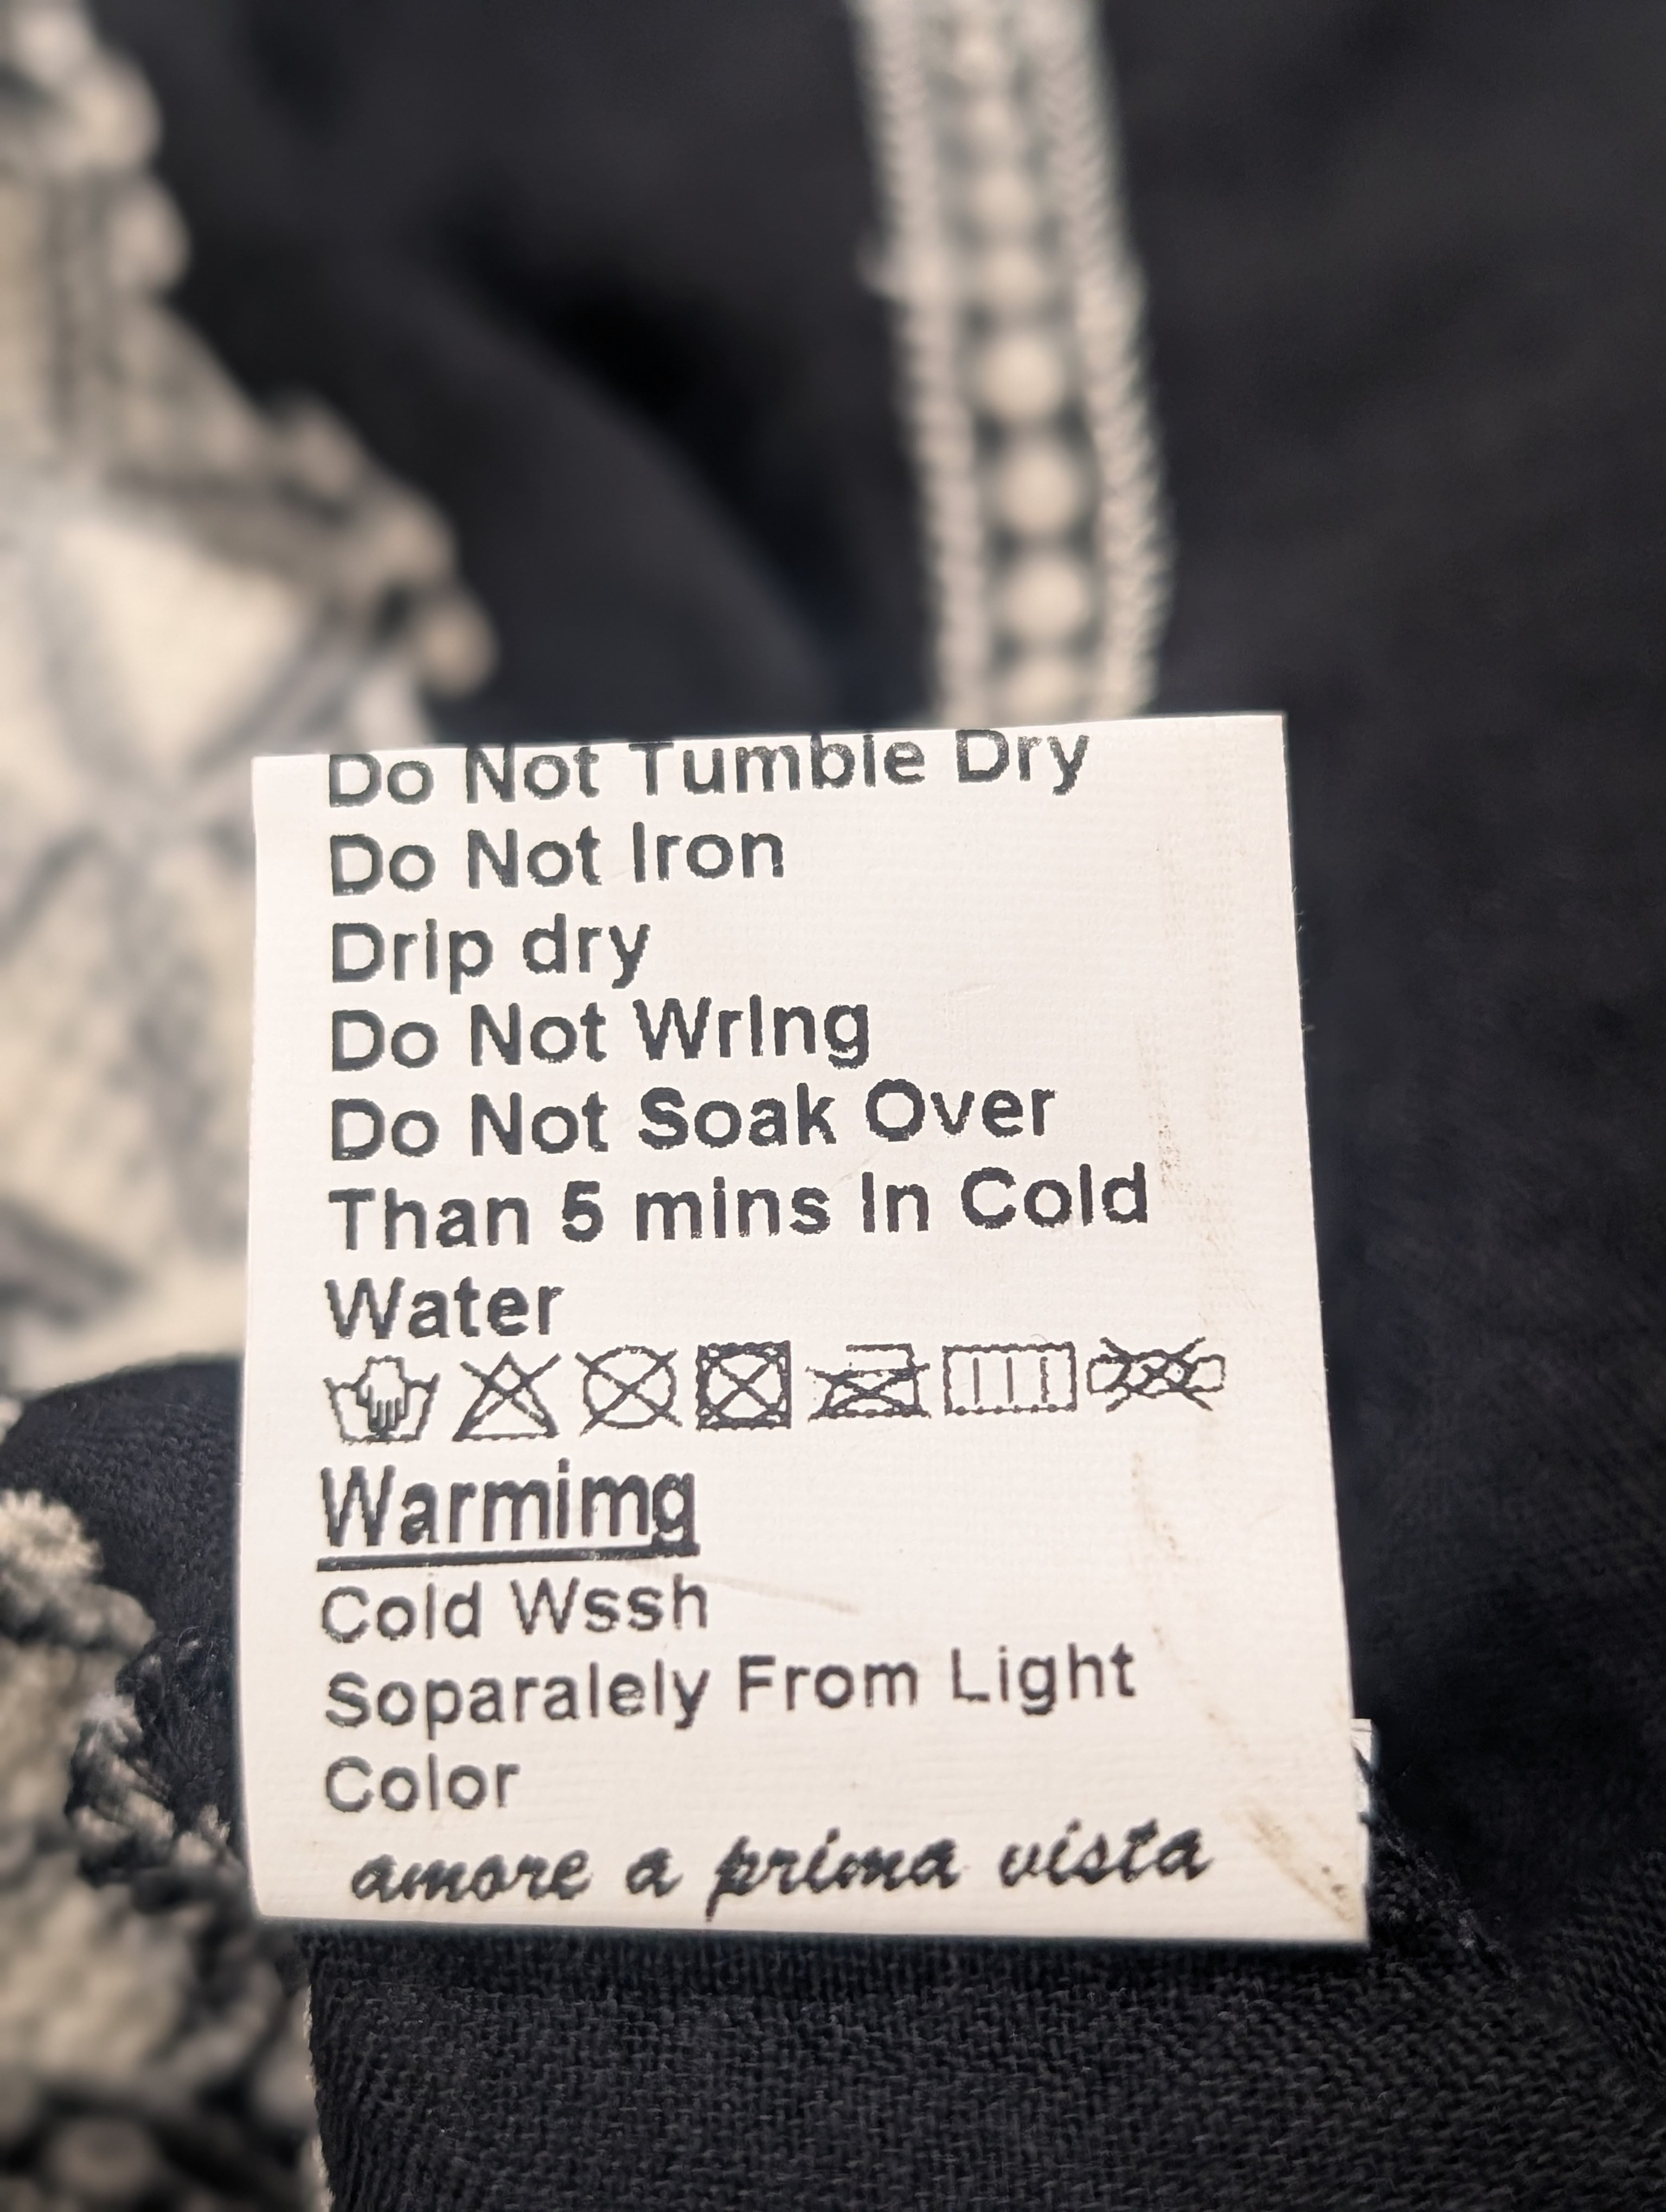 Do Not Tumble Dry
Do Not Iron
Drip dry
Do Not Wring
Do Not Soak Over
Than 5 mins In Cold
Water
Warmimg
Cold Wssh
Soparalely From Light
Color
amore a prima vista